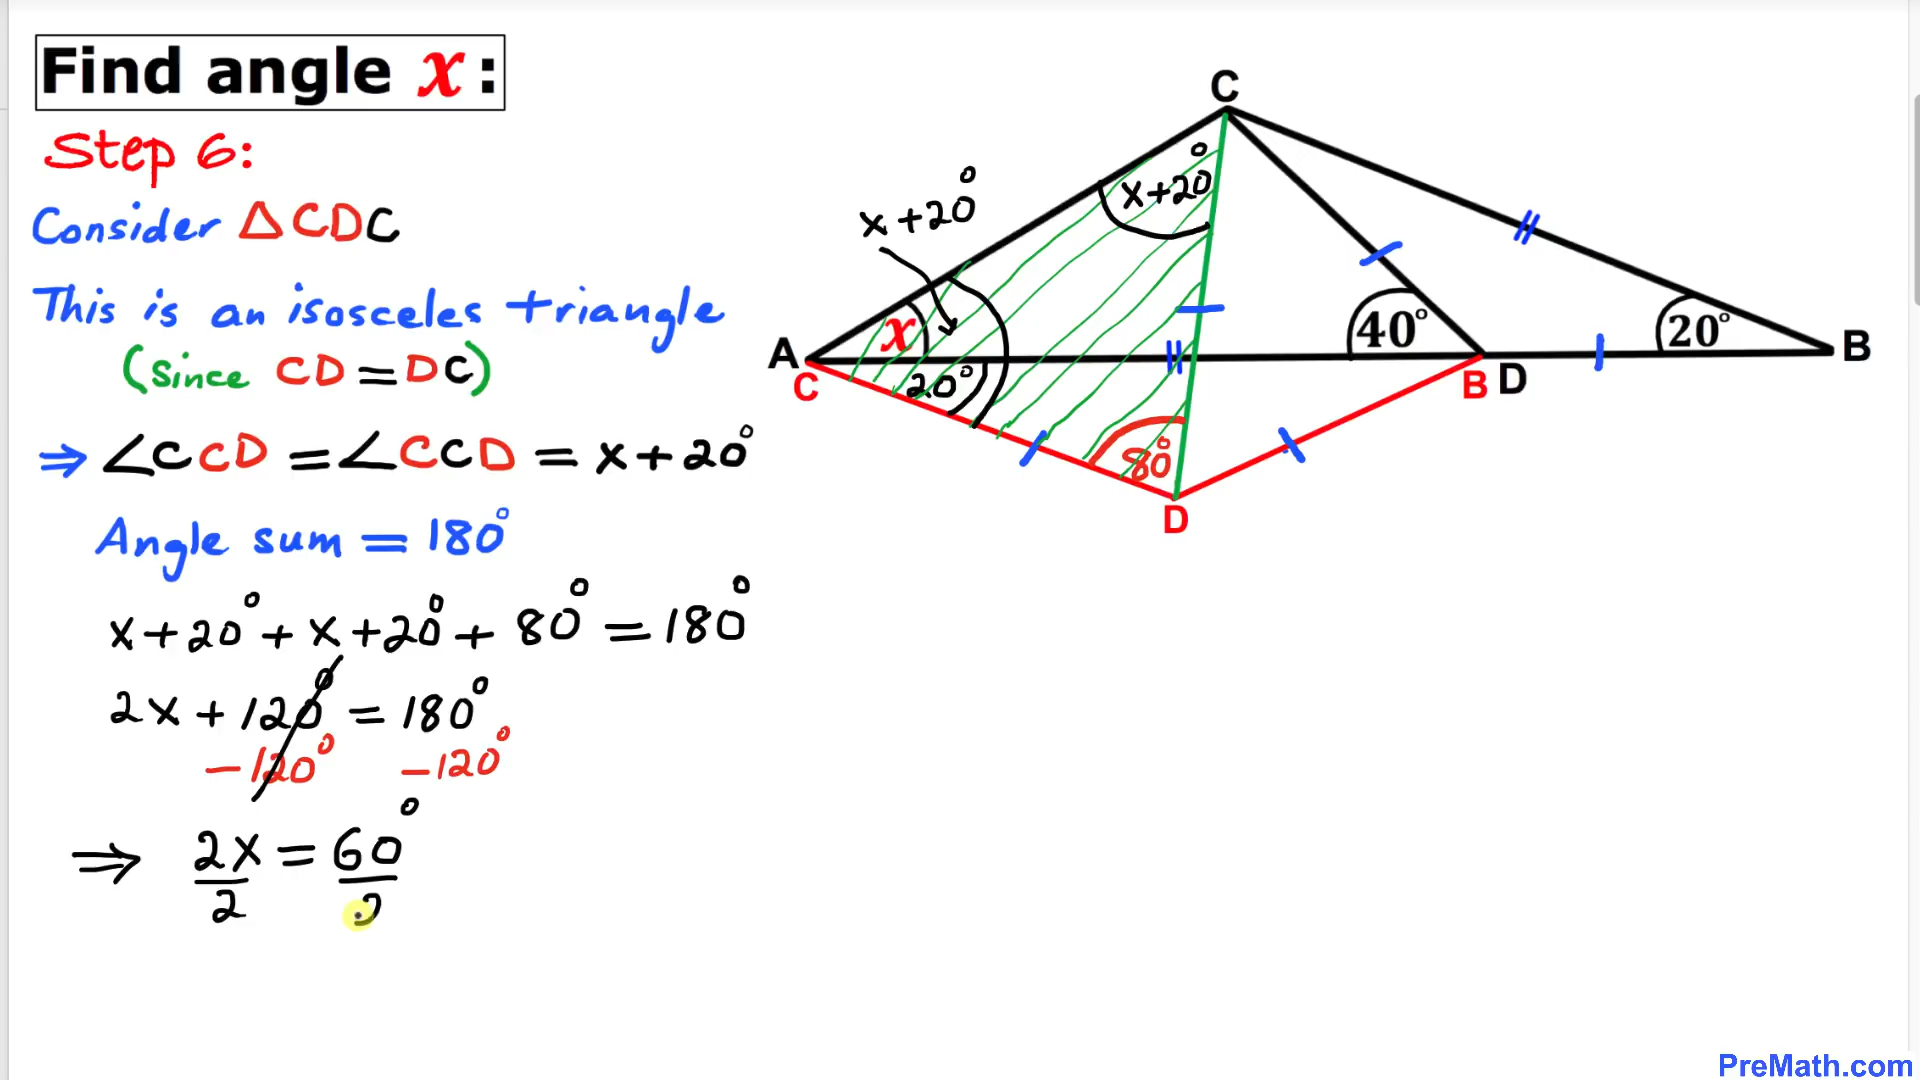 Find angle x:
Step 6:
Consider △CDC
This is an isosceles triangle
(Since CD=DC)
⇒ ∠CCD = ∠CCD = x+20°
Angle sum = 180°
x+20°+x+20°+80°=180°
2x+120°=180°
-120° -120°
⇒ 2x/2 = 60°/2
C
x+20°
x+20°
x
A
C
20°
40°
20°
B
B D
80°
D
PreMath.com